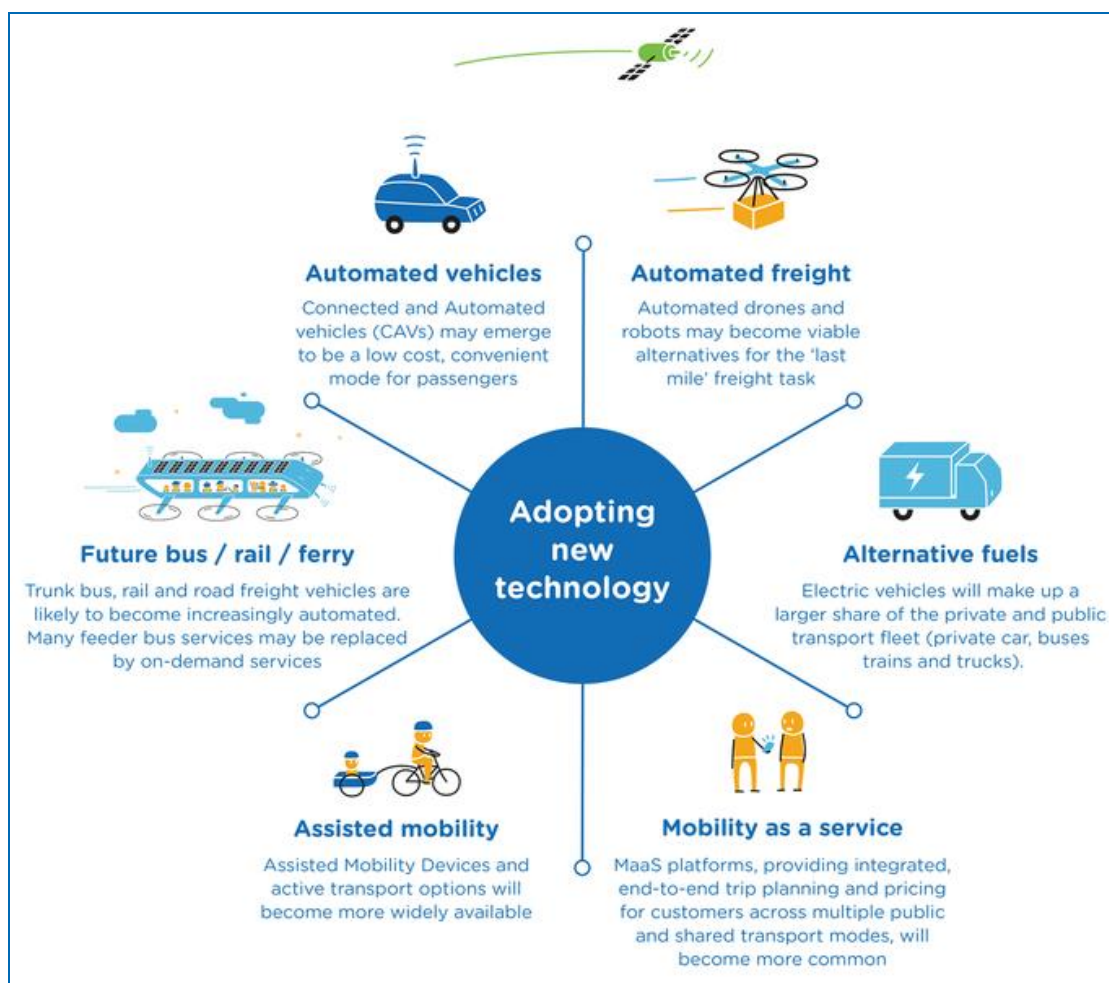 Automated vehicles
Connected and Automated
vehicles (CAVs) may emerge
to be a low cost, convenient
mode for passengers
Automated freight
Automated drones and
robots may become viable
alternatives for the ‘last
mile’ freight task
Adopting
new
technology
Future bus / rail / ferry
Trunk bus, rail and road freight vehicles are
likely to become increasingly automated.
Many feeder bus services may be replaced
by on-demand services
Alternative fuels
Electric vehicles will make up a
larger share of the private and public
transport fleet (private car, buses
trains and trucks).
Assisted mobility
Assisted Mobility Devices and
active transport options will
become more widely available
Mobility as a service
MaaS platforms, providing integrated,
end-to-end trip planning and pricing
for customers across multiple public
and shared transport modes, will
become more common